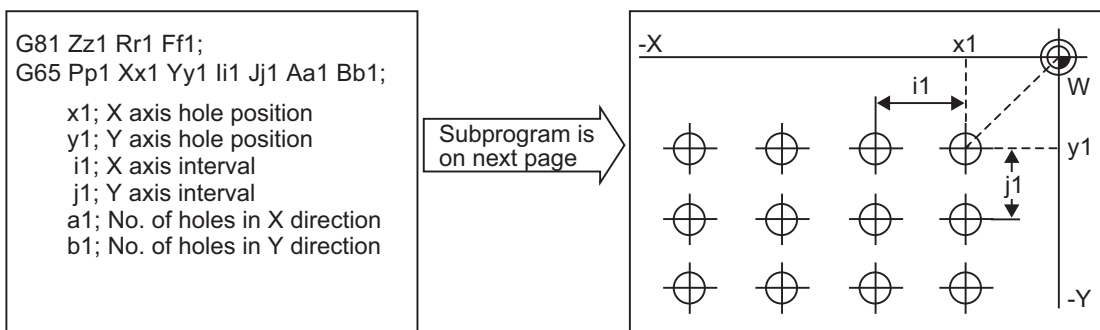 G81 Zz1 Rr1 Ff1;
G65 Pp1 Xx1 Yy1 Ii1 Jj1 Aa1 Bb1;
x1; X axis hole position
y1; Y axis hole position
i1; X axis interval
j1; Y axis interval
a1; No. of holes in X direction
b1; No. of holes in Y direction
Subprogram is
on next page
-X
x1
W
i1
y1
j1
-Y